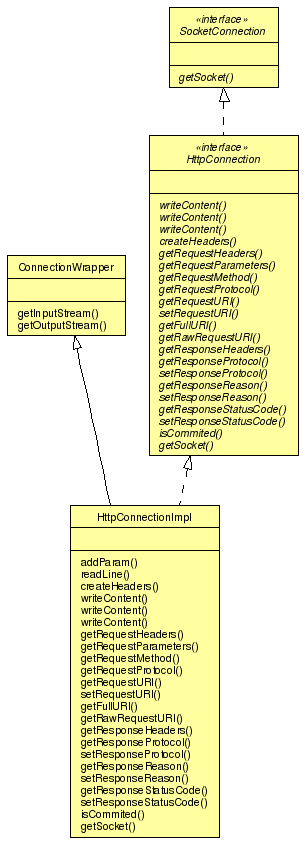 «interface»
SocketConnection
getSocket()
«interface»
HttpConnection
writeContent()
writeContent()
writeContent()
createHeaders()
getRequestHeaders()
getRequestParameters()
getRequestMethod()
getRequestProtocol()
getRequestURI()
setRequestURI()
getFullURI()
getRawRequestURI()
getResponseHeaders()
getResponseProtocol()
setResponseProtocol()
getResponseReason()
setResponseReason()
getResponseStatusCode()
setResponseStatusCode()
isCommited()
getSocket()
ConnectionWrapper
getInputStream()
getOutputStream()
HttpConnectionImpl
addParam()
readLine()
createHeaders()
writeContent()
writeContent()
writeContent()
getRequestHeaders()
getRequestParameters()
getRequestMethod()
getRequestProtocol()
getRequestURI()
setRequestURI()
getFullURI()
getRawRequestURI()
getResponseHeaders()
getResponseProtocol()
setResponseProtocol()
getResponseReason()
setResponseReason()
getResponseStatusCode()
setResponseStatusCode()
isCommited()
getSocket()